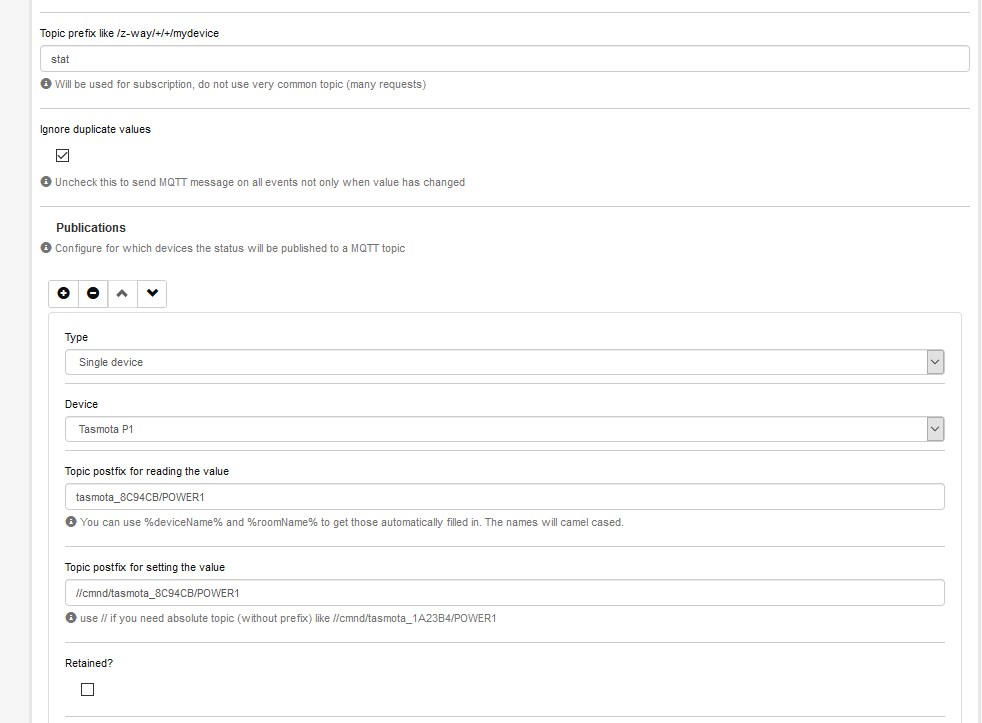 Topic prefix like /z-way/+/+/mydevice
stat
Will be used for subscription, do not use very common topic (many requests)
Ignore duplicate values
Uncheck this to send MQTT message on all events not only when value has changed
Publications
Configure for which devices the status will be published to a MQTT topic
Type
Single device
Device
Tasmota P1
Topic postfix for reading the value
tasmota_8C94CB/POWER1
You can use %deviceName% and %roomName% to get those automatically filled in. The names will camel cased.
Topic postfix for setting the value
//cmnd/tasmota_8C94CB/POWER1
use // if you need absolute topic (without prefix) like //cmnd/tasmota_1A23B4/POWER1
Retained?